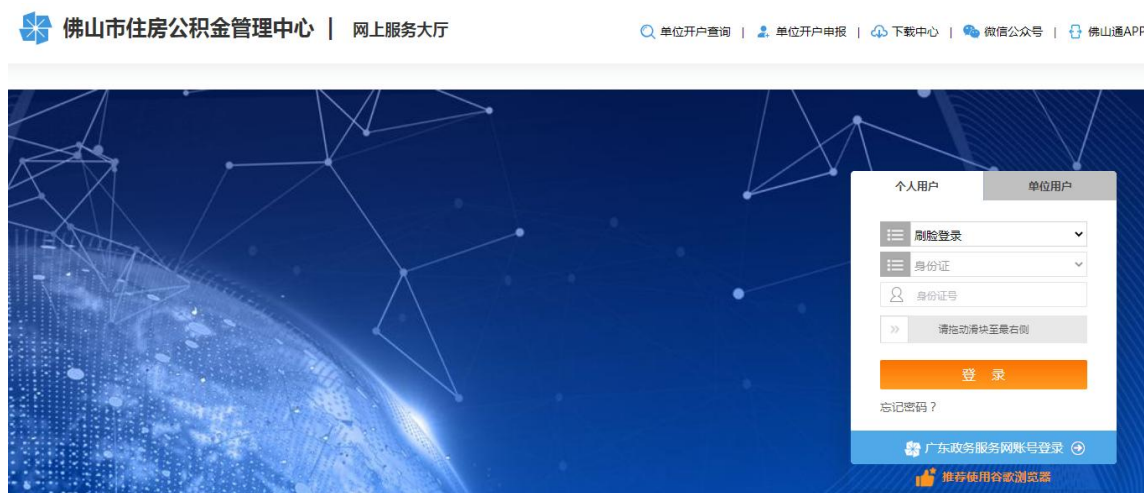 佛山市住房公积金管理中心 | 网上服务大厅
单位开户查询 | 单位开户申报 | 下载中心 | 微信公众号 | 佛山通APP
个人用户 单位用户
刷脸登录
身份证
身份证号
请拖动滑块至最右侧
登 录
忘记密码？
广东政务服务网账号登录
推荐使用谷歌浏览器